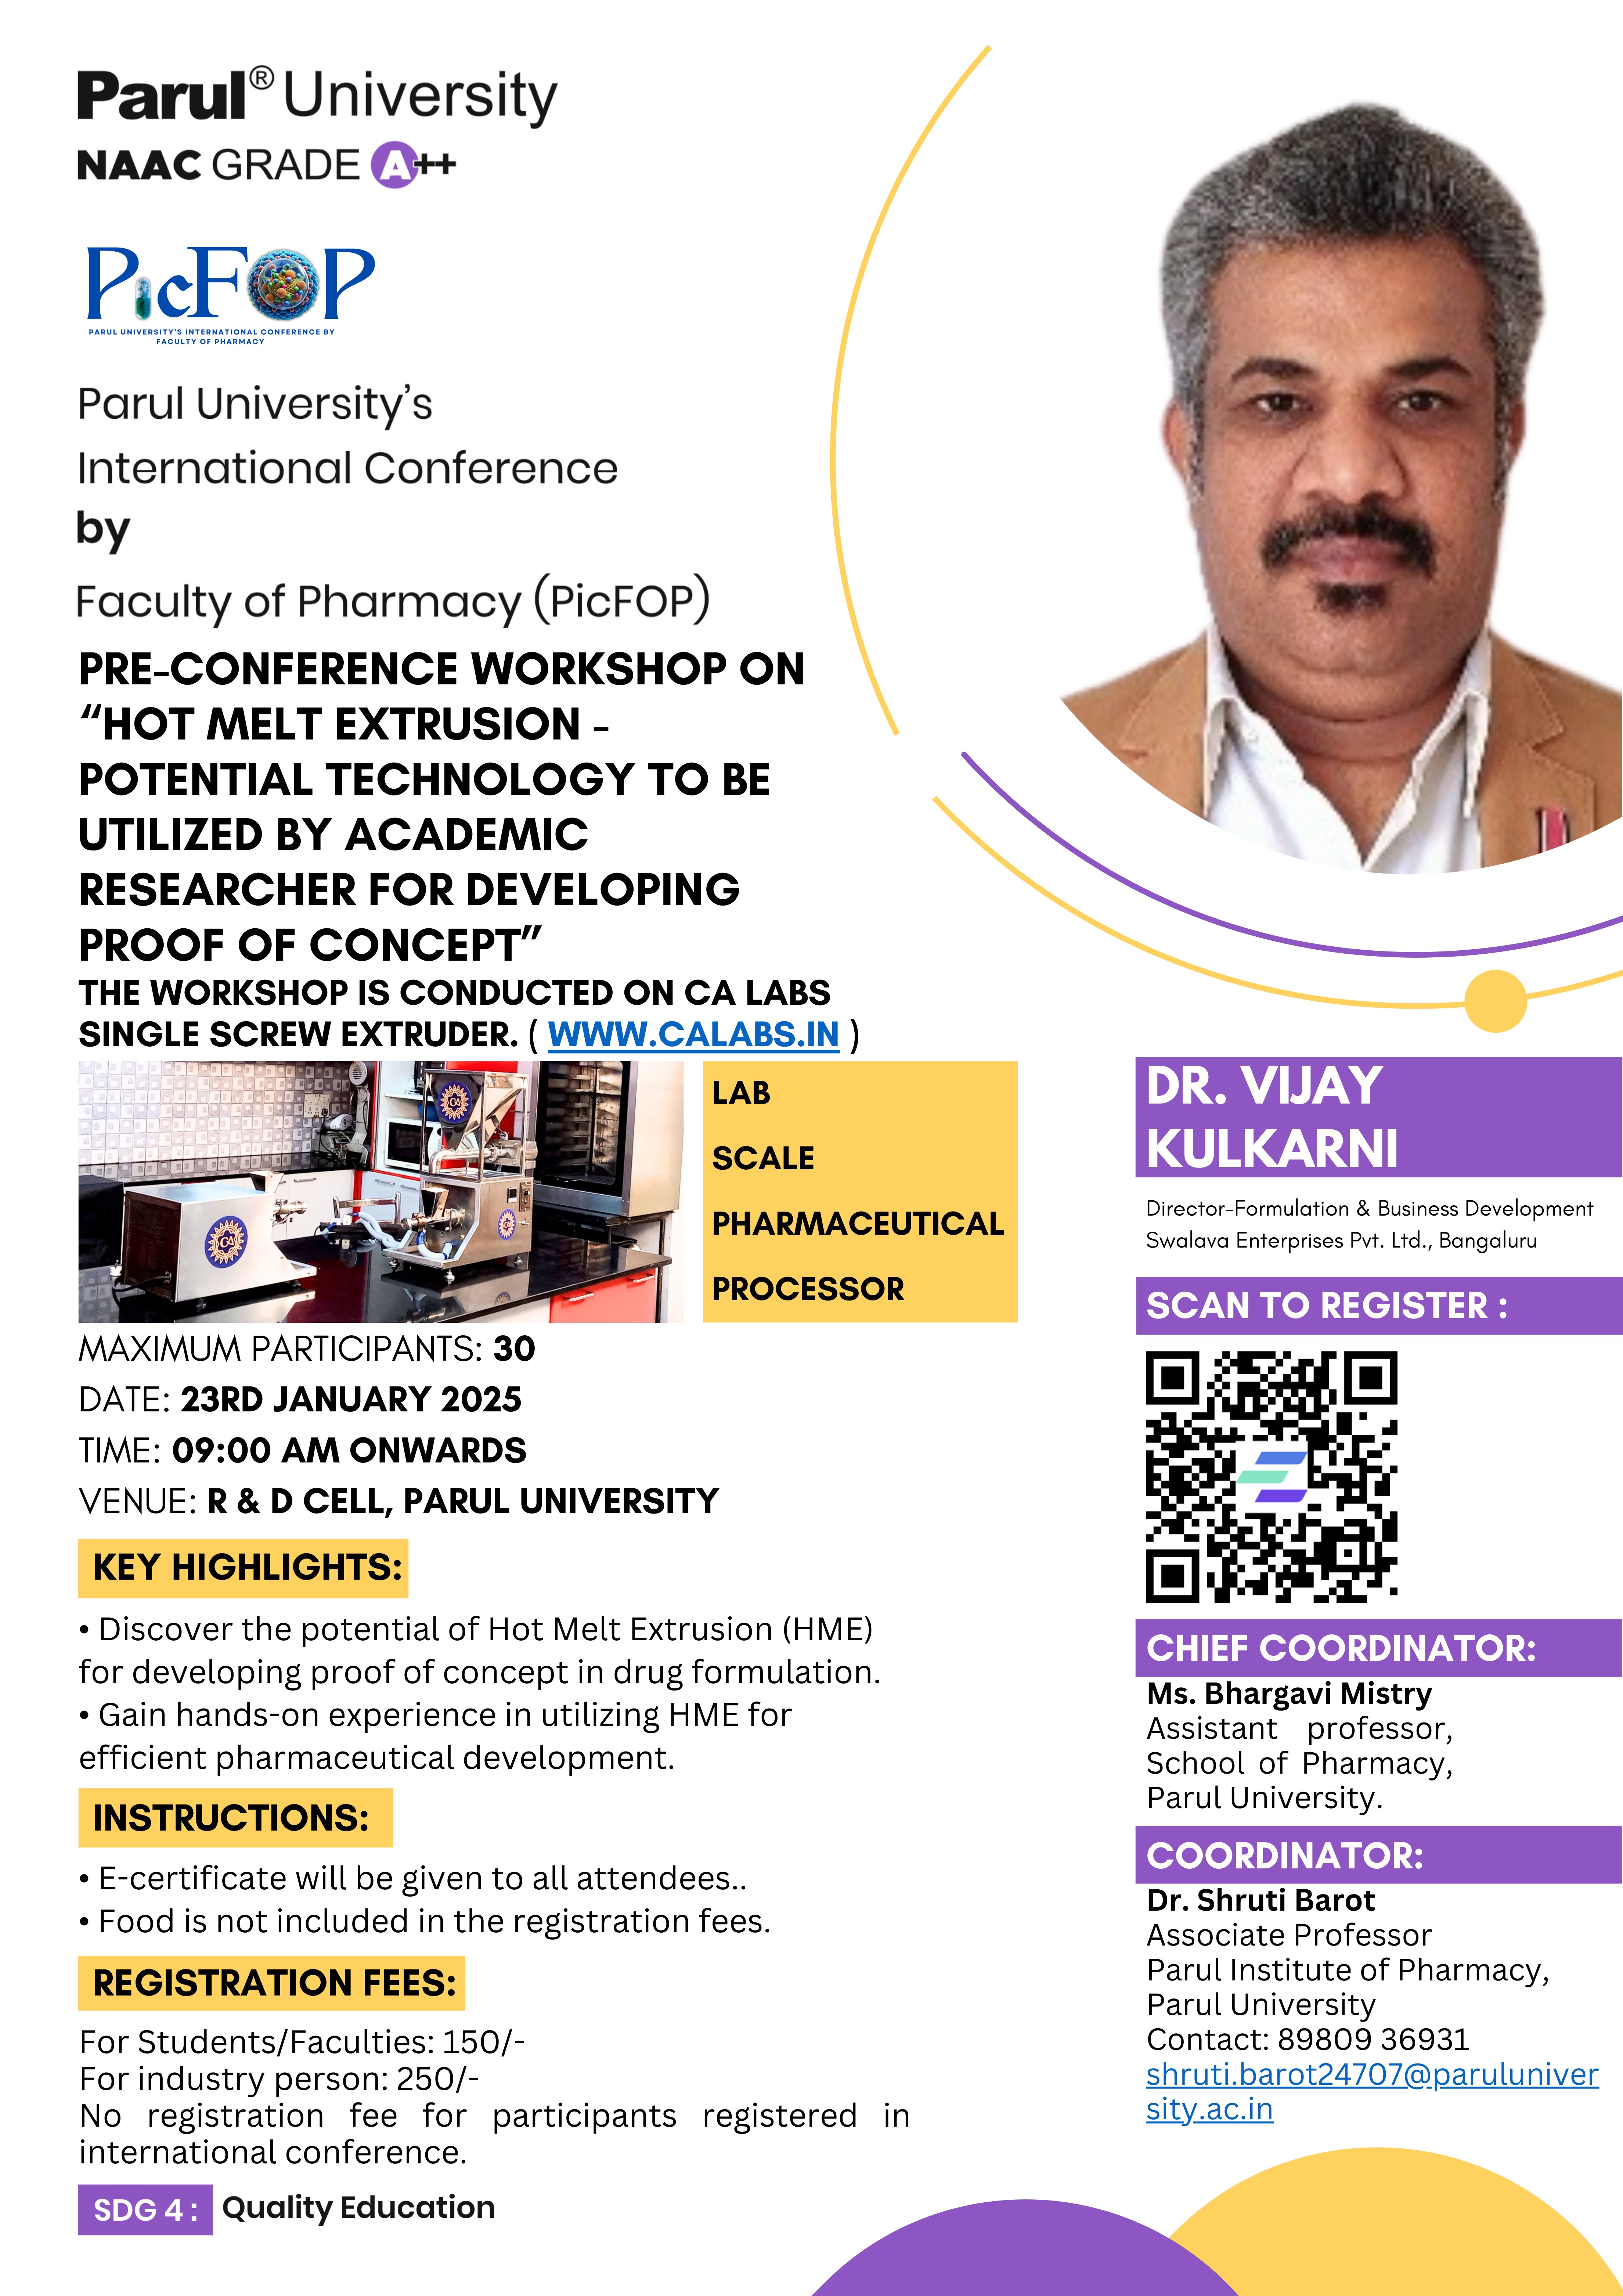 Parul® University
NAAC GRADE A++
PicFOP
PARUL UNIVERSITY'S INTERNATIONAL CONFERENCE BY
FACULTY OF PHARMACY
Parul University's
International Conference
by
Faculty of Pharmacy (PicFOP)
PRE-CONFERENCE WORKSHOP ON
“HOT MELT EXTRUSION -
POTENTIAL TECHNOLOGY TO BE
UTILIZED BY ACADEMIC
RESEARCHER FOR DEVELOPING
PROOF OF CONCEPT”
THE WORKSHOP IS CONDUCTED ON CA LABS
SINGLE SCREW EXTRUDER. ( WWW.CALABS.IN )
CA
CA
CA
LAB
SCALE
PHARMACEUTICAL
PROCESSOR
MAXIMUM PARTICIPANTS: 30
DATE: 23RD JANUARY 2025
TIME: 09:00 AM ONWARDS
VENUE: R & D CELL, PARUL UNIVERSITY
KEY HIGHLIGHTS:
• Discover the potential of Hot Melt Extrusion (HME)
for developing proof of concept in drug formulation.
• Gain hands-on experience in utilizing HME for
efficient pharmaceutical development.
INSTRUCTIONS:
• E-certificate will be given to all attendees..
• Food is not included in the registration fees.
REGISTRATION FEES:
For Students/Faculties: 150/-
For industry person: 250/-
No registration fee for participants registered in
international conference.
SDG 4 : Quality Education
DR. VIJAY
KULKARNI
Director-Formulation & Business Development
Swalava Enterprises Pvt. Ltd., Bangaluru
SCAN TO REGISTER :
CHIEF COORDINATOR:
Ms. Bhargavi Mistry
Assistant professor,
School of Pharmacy,
Parul University.
COORDINATOR:
Dr. Shruti Barot
Associate Professor
Parul Institute of Pharmacy,
Parul University
Contact: 89809 36931
shruti.barot24707@paruluniver
sity.ac.in